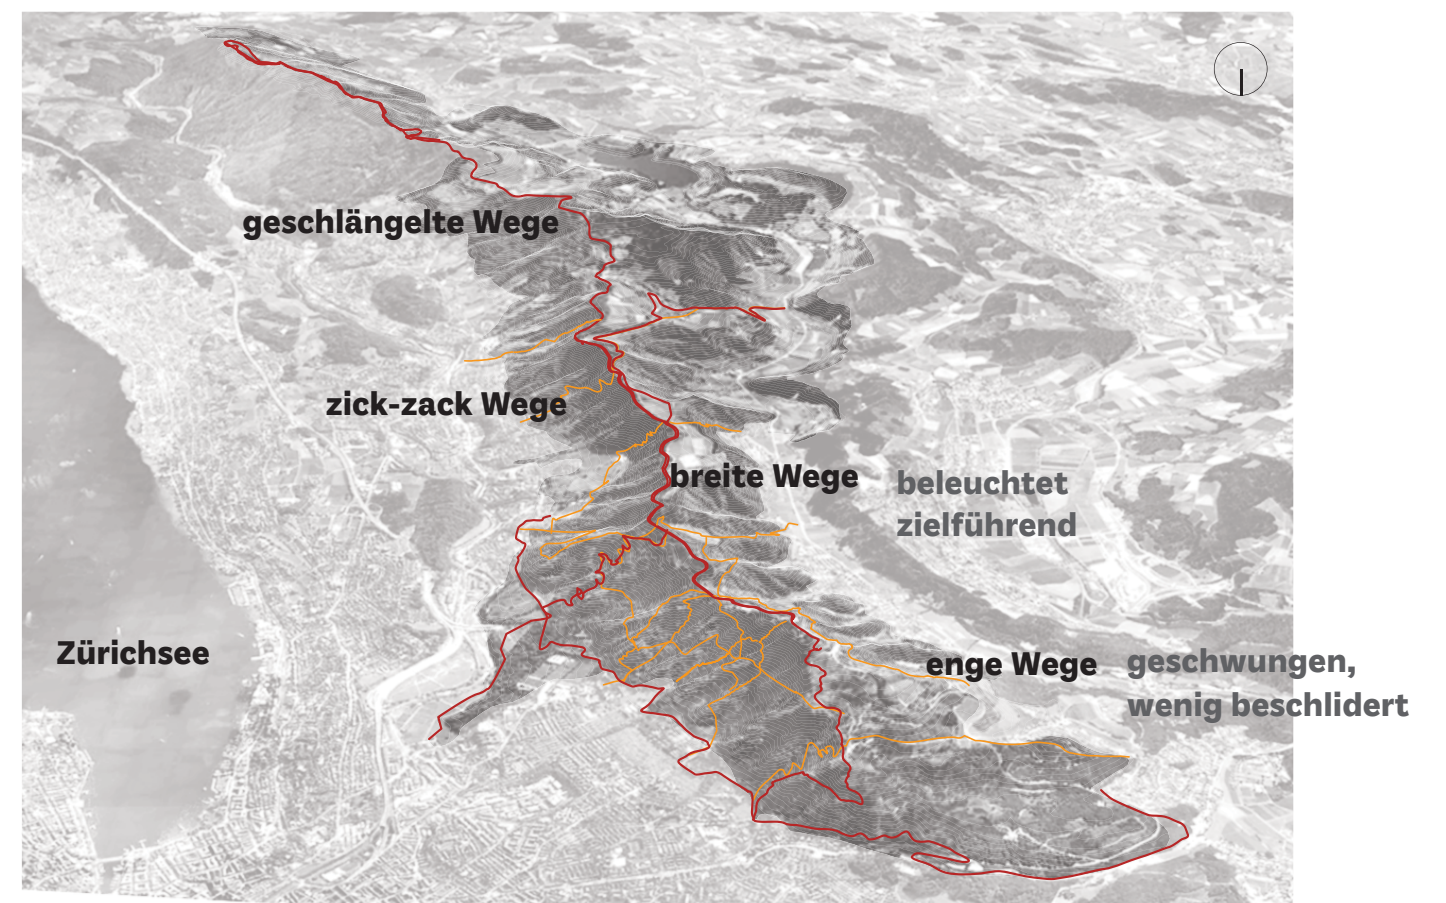 geschlängelte Wege
zick-zack Wege
breite Wege
beleuchtet
zielführend
Zürichsee
enge Wege
geschwungen,
wenig beschlidert